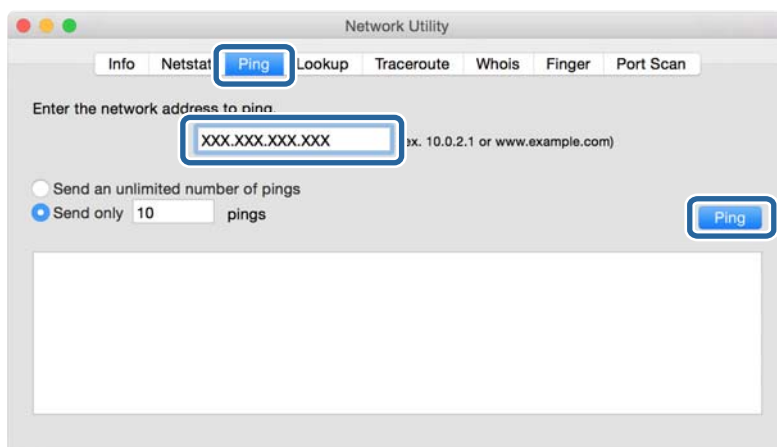 Network Utility
Info Netstat Ping Lookup Traceroute Whois Finger Port Scan
Enter the network address to ping.
XXX.XXX.XXX.XXX ex. 10.0.2.1 or www.example.com)
Send an unlimited number of pings
Send only 10 pings
Ping